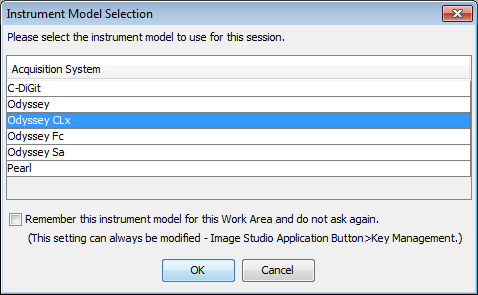 Instrument Model Selection
Please select the instrument model to use for this session.
Acquisition System
C-DiGit
Odyssey
Odyssey CLx
Odyssey Fc
Odyssey Sa
Pearl
Remember this instrument model for this Work Area and do not ask again.
(This setting can always be modified - Image Studio Application Button>Key Management.)
OK
Cancel